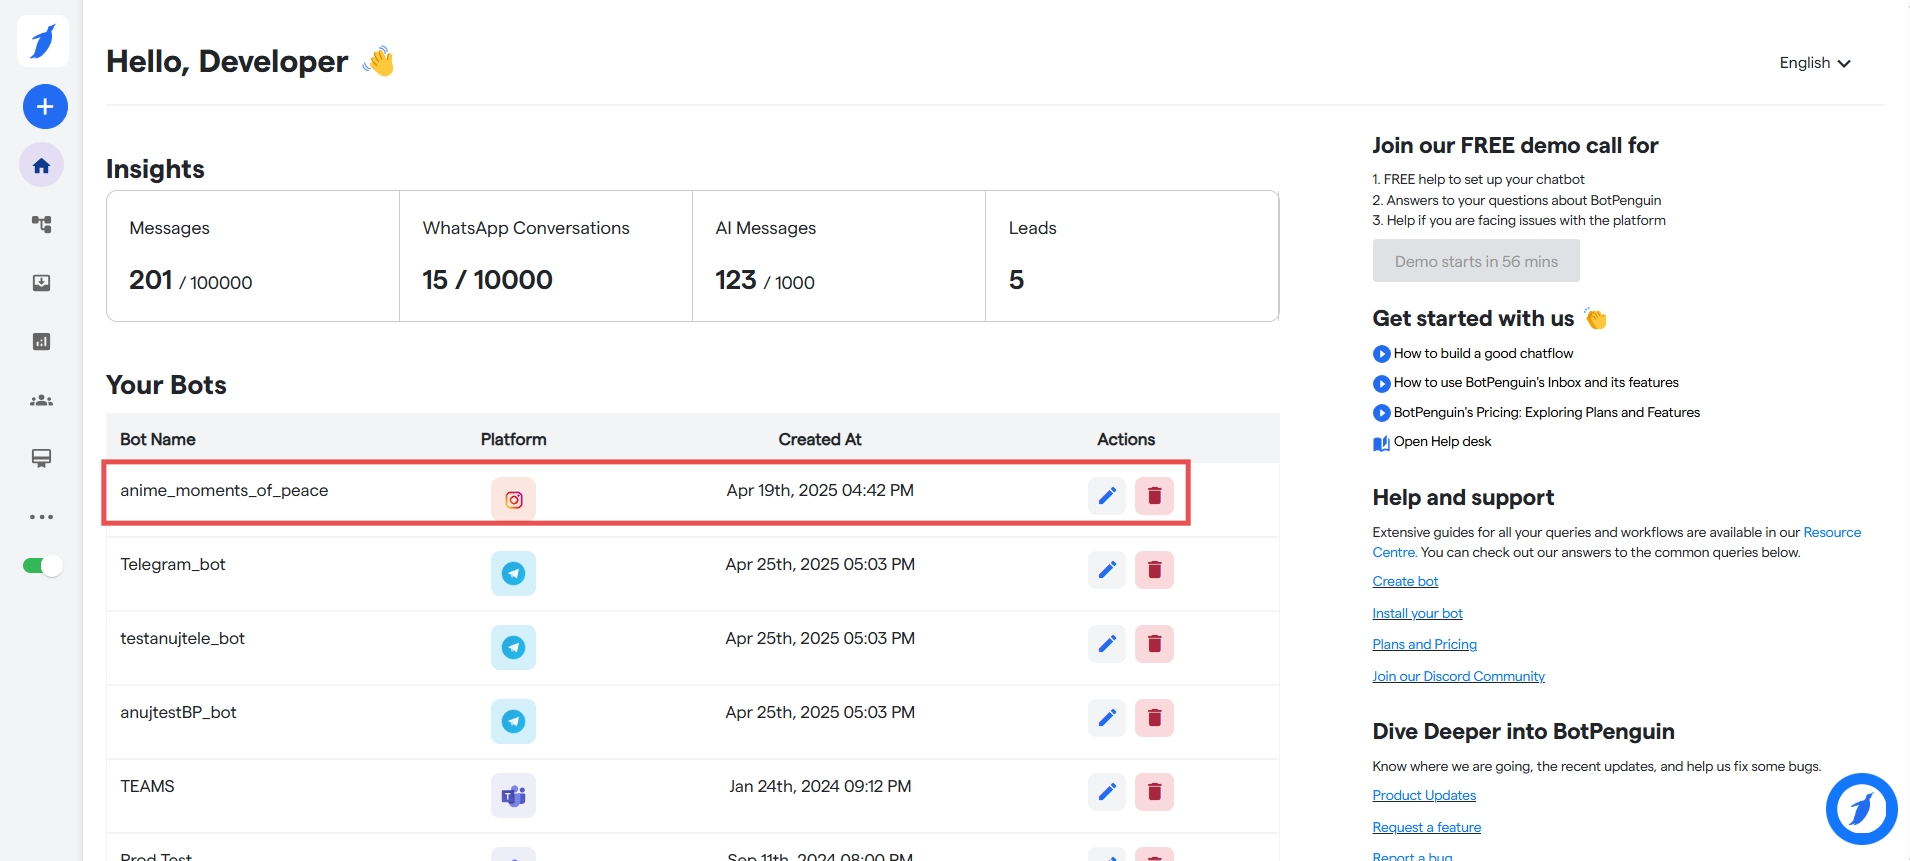 Hello, Developer
English
Insights
Messages
201 / 100000
WhatsApp Conversations
15 / 10000
AI Messages
123 / 1000
Leads
5
Your Bots
Bot Name Platform Created At Actions
anime_moments_of_peace Apr 19th, 2025 04:42 PM
Telegram_bot Apr 25th, 2025 05:03 PM
testanujtele_bot Apr 25th, 2025 05:03 PM
anujtestBP_bot Apr 25th, 2025 05:03 PM
TEAMS Jan 24th, 2024 09:12 PM
Prod Test Sep 11th, 2024 08:00 PM
Join our FREE demo call for
1. FREE help to set up your chatbot
2. Answers to your questions about BotPenguin
3. Help if you are facing issues with the platform
Demo starts in 56 mins
Get started with us
How to build a good chatflow
How to use BotPenguin's Inbox and its features
BotPenguin's Pricing: Exploring Plans and Features
Open Help desk
Help and support
Extensive guides for all your queries and workflows are available in our Resource
Centre. You can check out our answers to the common queries below.
Create bot
Install your bot
Plans and Pricing
Join our Discord Community
Dive Deeper into BotPenguin
Know where we are going, the recent updates, and help us fix some bugs.
Product Updates
Request a feature
Report a bug